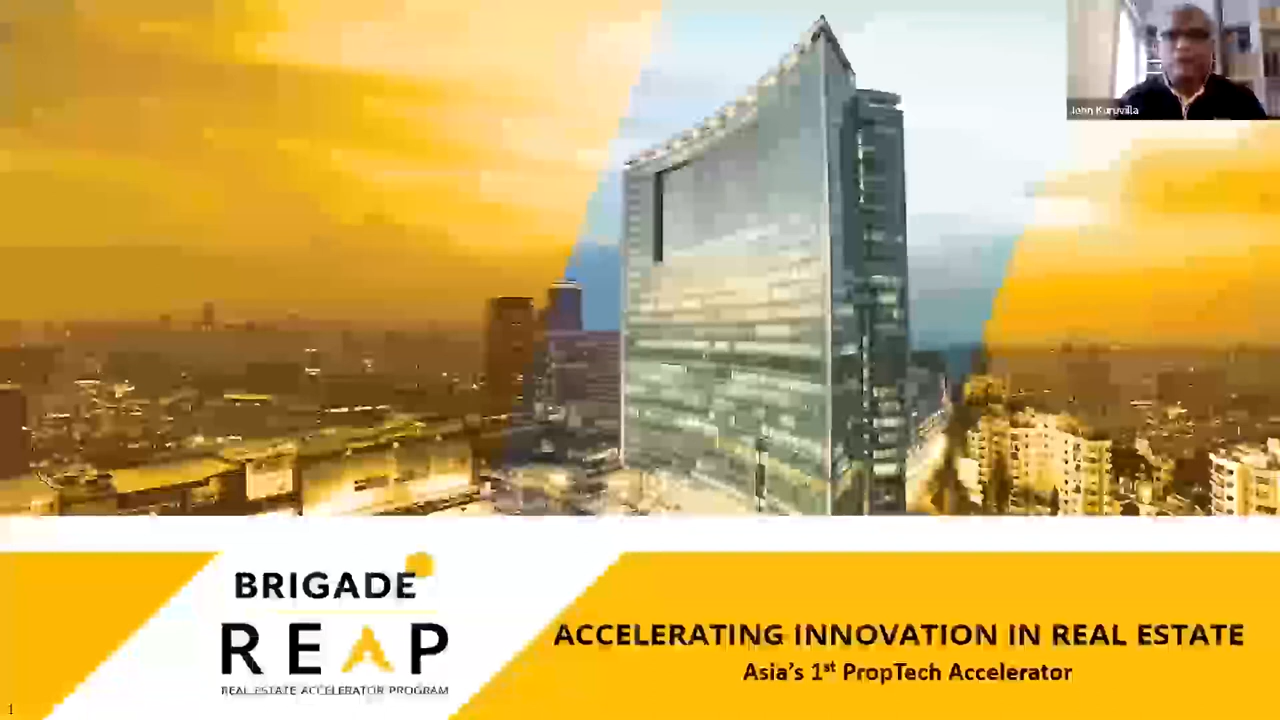 John Kuruvilla
BRIGADE
REAP
REAL ESTATE ACCELERATOR PROGRAM
ACCELERATING INNOVATION IN REAL ESTATE
Asia's 1st PropTech Accelerator
1